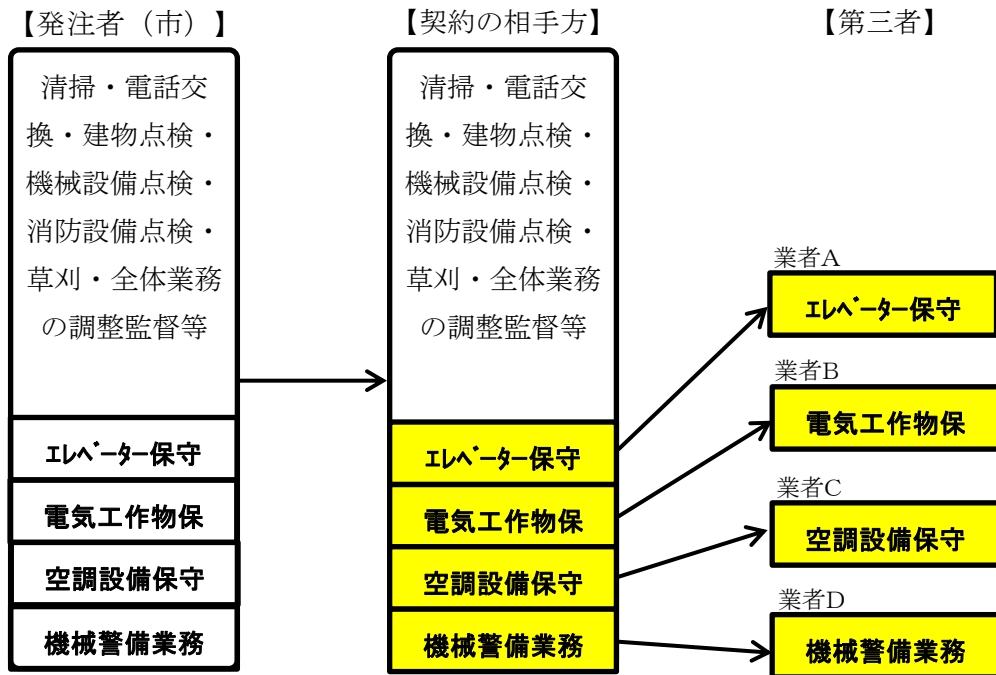 【発注者（市）】
清掃・電話交
換・建物点検・
機械設備点検・
消防設備点検・
草刈・全体業務
の調整監督等
エレベーター保守
電気工作物保
空調設備保守
機械警備業務
【契約の相手方】
清掃・電話交
換・建物点検・
機械設備点検・
消防設備点検・
草刈・全体業務
の調整監督等
エレベーター保守
電気工作物保
空調設備保守
機械警備業務
【第三者】
業者A
エレベーター保守
業者B
電気工作物保
業者C
空調設備保守
業者D
機械警備業務